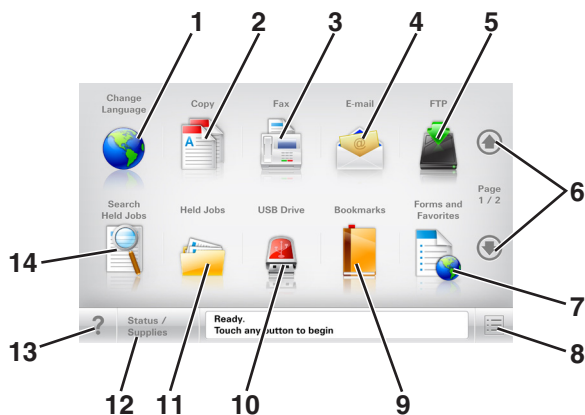 1 2 3 4 5
Change
Language
Copy
Fax
E-mail
FTP
A
@
6
Page
1 / 2
Search
Held Jobs
Held Jobs
USB Drive
Bookmarks
Forms and
Favorites
14
7
?
Status /
Supplies
Ready.
Touch any button to begin
13
12
11
10
9
8